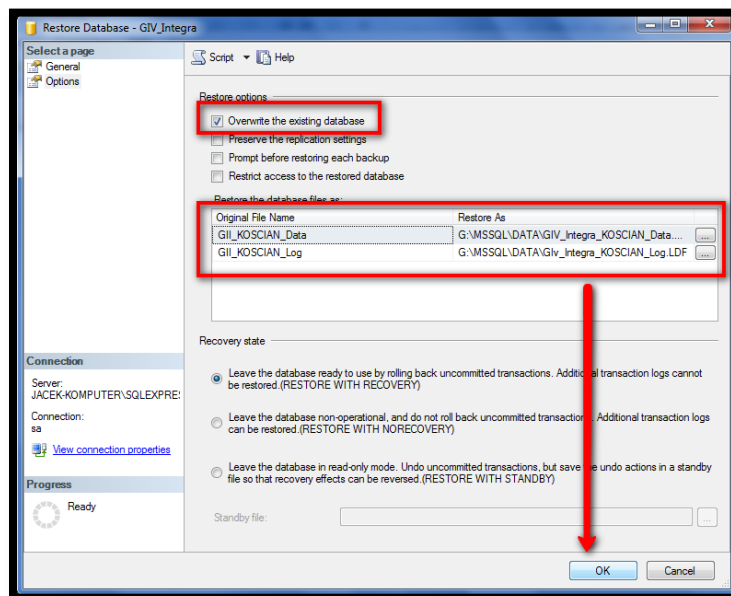 Restore Database - GIV_Integra
Select a page
General
Options
Script
Help
Restore options
Overwrite the existing database
Preserve the replication settings
Prompt before restoring each backup
Restrict access to the restored database
Restore the database files as:
Original File Name Restore As
GII_KOSCIAN_Data G:\MSSQL\DATA\GIV_Integra_KOSCIAN_Data.... ...
GII_KOSCIAN_Log G:\MSSQL\DATA\GIv_Integra_KOSCIAN_Log.LDF ...
Recovery state
Leave the database ready to use by rolling back uncommitted transactions. Additional transaction logs cannot
be restored.(RESTORE WITH RECOVERY)
Leave the database non-operational, and do not roll back uncommitted transactions. Additional transaction logs
can be restored.(RESTORE WITH NORECOVERY)
Leave the database in read-only mode. Undo uncommitted transactions, but save the undo actions in a standby
file so that recovery effects can be reversed.(RESTORE WITH STANDBY)
Standby file: ...
Connection
Server:
JACEK-KOMPUTER\SQLEXPRE
Connection:
sa
View connection properties
Progress
Ready
OK Cancel